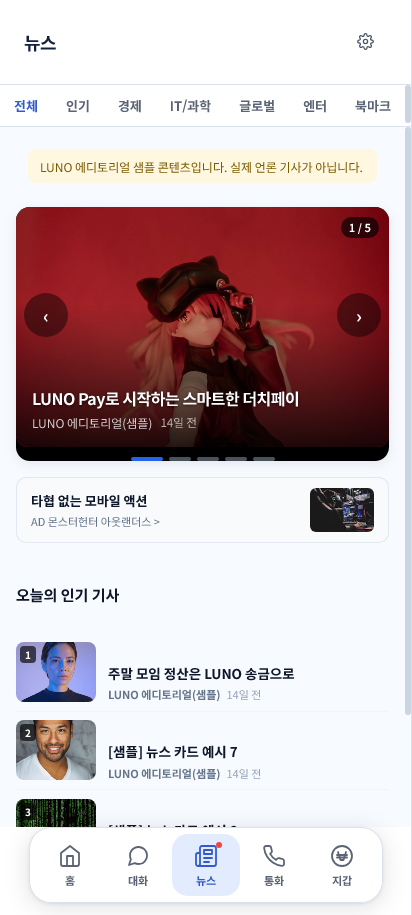 뉴스
전체 인기 경제 IT/과학 글로벌 엔터 북마크
LUNO 에디토리얼 샘플 콘텐츠입니다. 실제 언론 기사가 아닙니다.
1 / 5
‹ ›
LUNO Pay로 시작하는 스마트한 더치페이
LUNO 에디토리얼(샘플) 14일 전
타협 없는 모바일 액션
AD 몬스터헌터 아웃랜더스 >
오늘의 인기 기사
1
주말 모임 정산은 LUNO 송금으로
LUNO 에디토리얼(샘플) 14일 전
2
[샘플] 뉴스 카드 예시 7
LUNO 에디토리얼(샘플) 14일 전
3
홈 대화 뉴스 통화 지갑